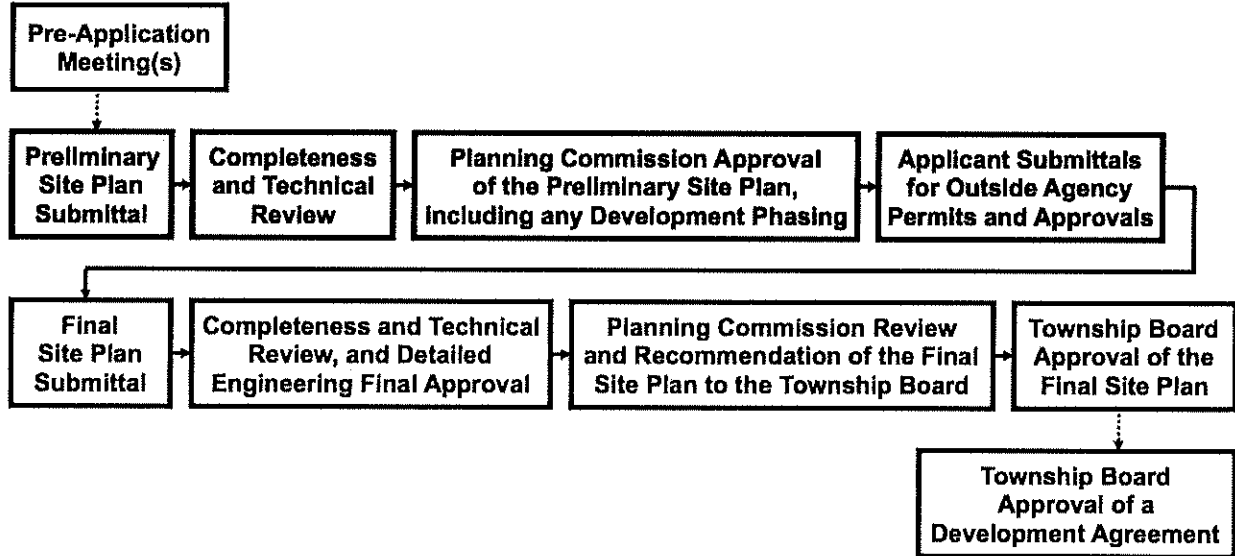 Pre-Application
Meeting(s)
Preliminary
Site Plan
Submittal
Completeness
and Technical
Review
Planning Commission Approval
of the Preliminary Site Plan,
including any Development Phasing
Applicant Submittals
for Outside Agency
Permits and Approvals
Final
Site Plan
Submittal
Completeness and Technical
Review, and Detailed
Engineering Final Approval
Planning Commission Review
and Recommendation of the Final
Site Plan to the Township Board
Township Board
Approval of the
Final Site Plan
Township Board
Approval of a
Development Agreement